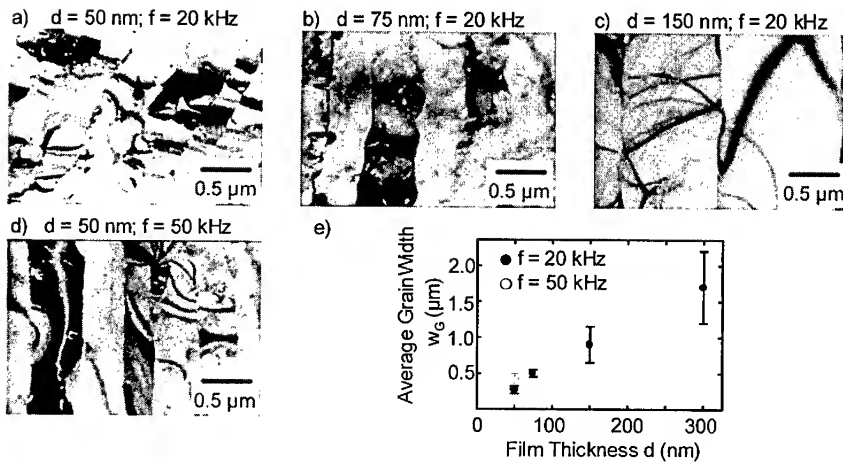 a) d = 50 nm; f = 20 kHz
0.5 µm
b) d = 75 nm; f = 20 kHz
0.5 µm
c) d = 150 nm; f = 20 kHz
0.5 µm
d) d = 50 nm; f = 50 kHz
0.5 µm
e)
Average Grain Width
w_G (µm)
2.0
1.5
1.0
0.5
f = 20 kHz
f = 50 kHz
0 100 200 300
Film Thickness d (nm)